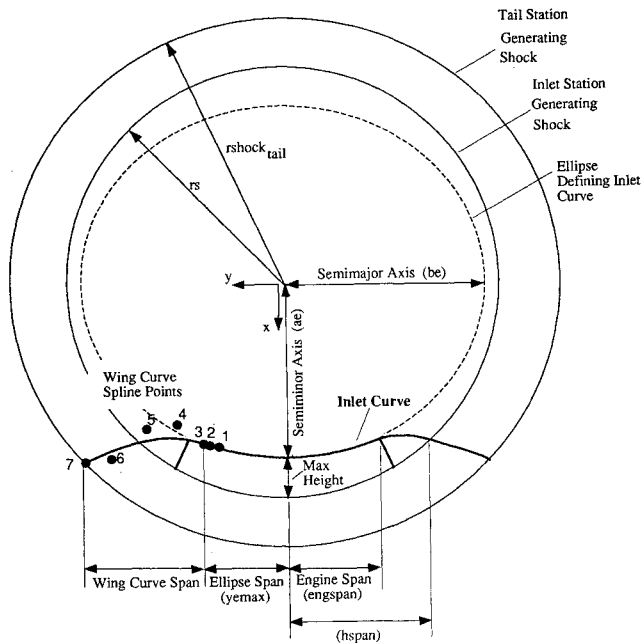 Tail Station
Generating
Shock
Inlet Station
Generating
Shock
Ellipse
Defining Inlet
Curve
rshock tail
rs
Semimajor Axis (be)
y
x
Semiminor Axis (ae)
Wing Curve
Spline Points
Inlet Curve
5
4
3
2
1
7
6
Max
Height
Wing Curve Span
Ellipse Span
(yemax)
Engine Span
(engspan)
(hspan)